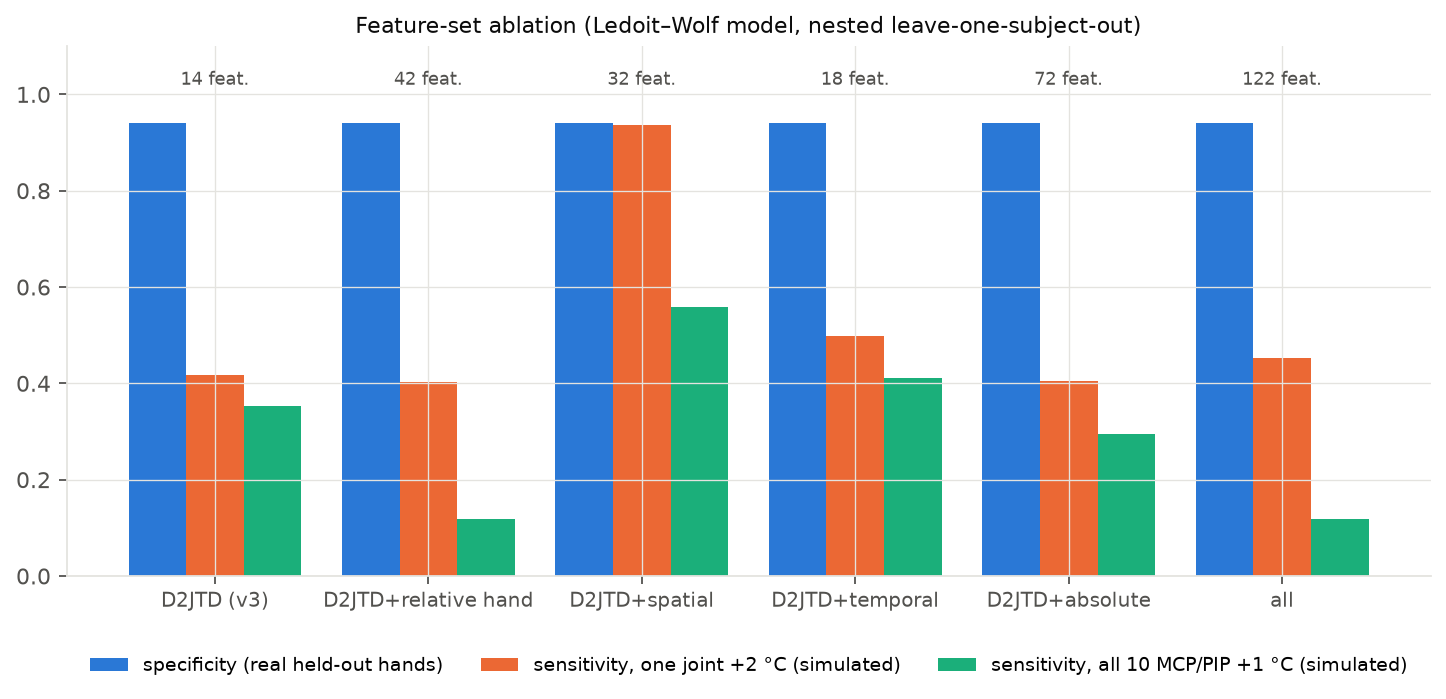 Feature-set ablation (Ledoit–Wolf model, nested leave-one-subject-out)
14 feat. 42 feat. 32 feat. 18 feat. 72 feat. 122 feat.
1.0
0.8
0.6
0.4
0.2
0.0
D2JTD (v3) D2JTD+relative hand D2JTD+spatial D2JTD+temporal D2JTD+absolute all
specificity (real held-out hands) sensitivity, one joint +2 °C (simulated) sensitivity, all 10 MCP/PIP +1 °C (simulated)